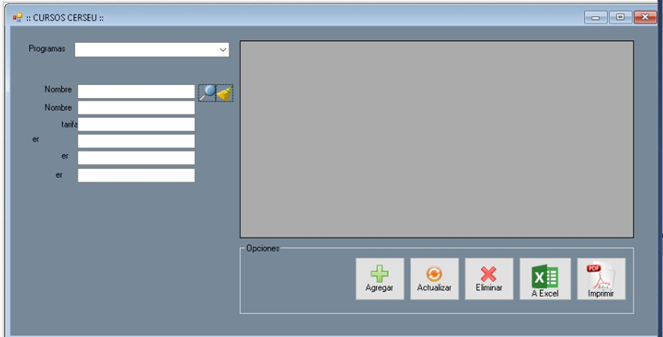 :: CURSOS CERSEU ::
Programas
Nombre
Nombre
tarifa
er
er
er
Opciones
Agregar
Actualizar
Eliminar
A Excel
PDF
Imprimir